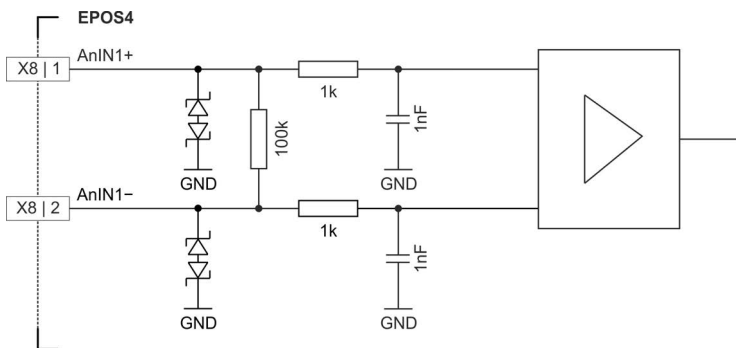 EPOS4
X8 | 1
AnIN1+
1k
1nF
100k
GND
GND
X8 | 2
AnIN1−
1k
1nF
GND
GND